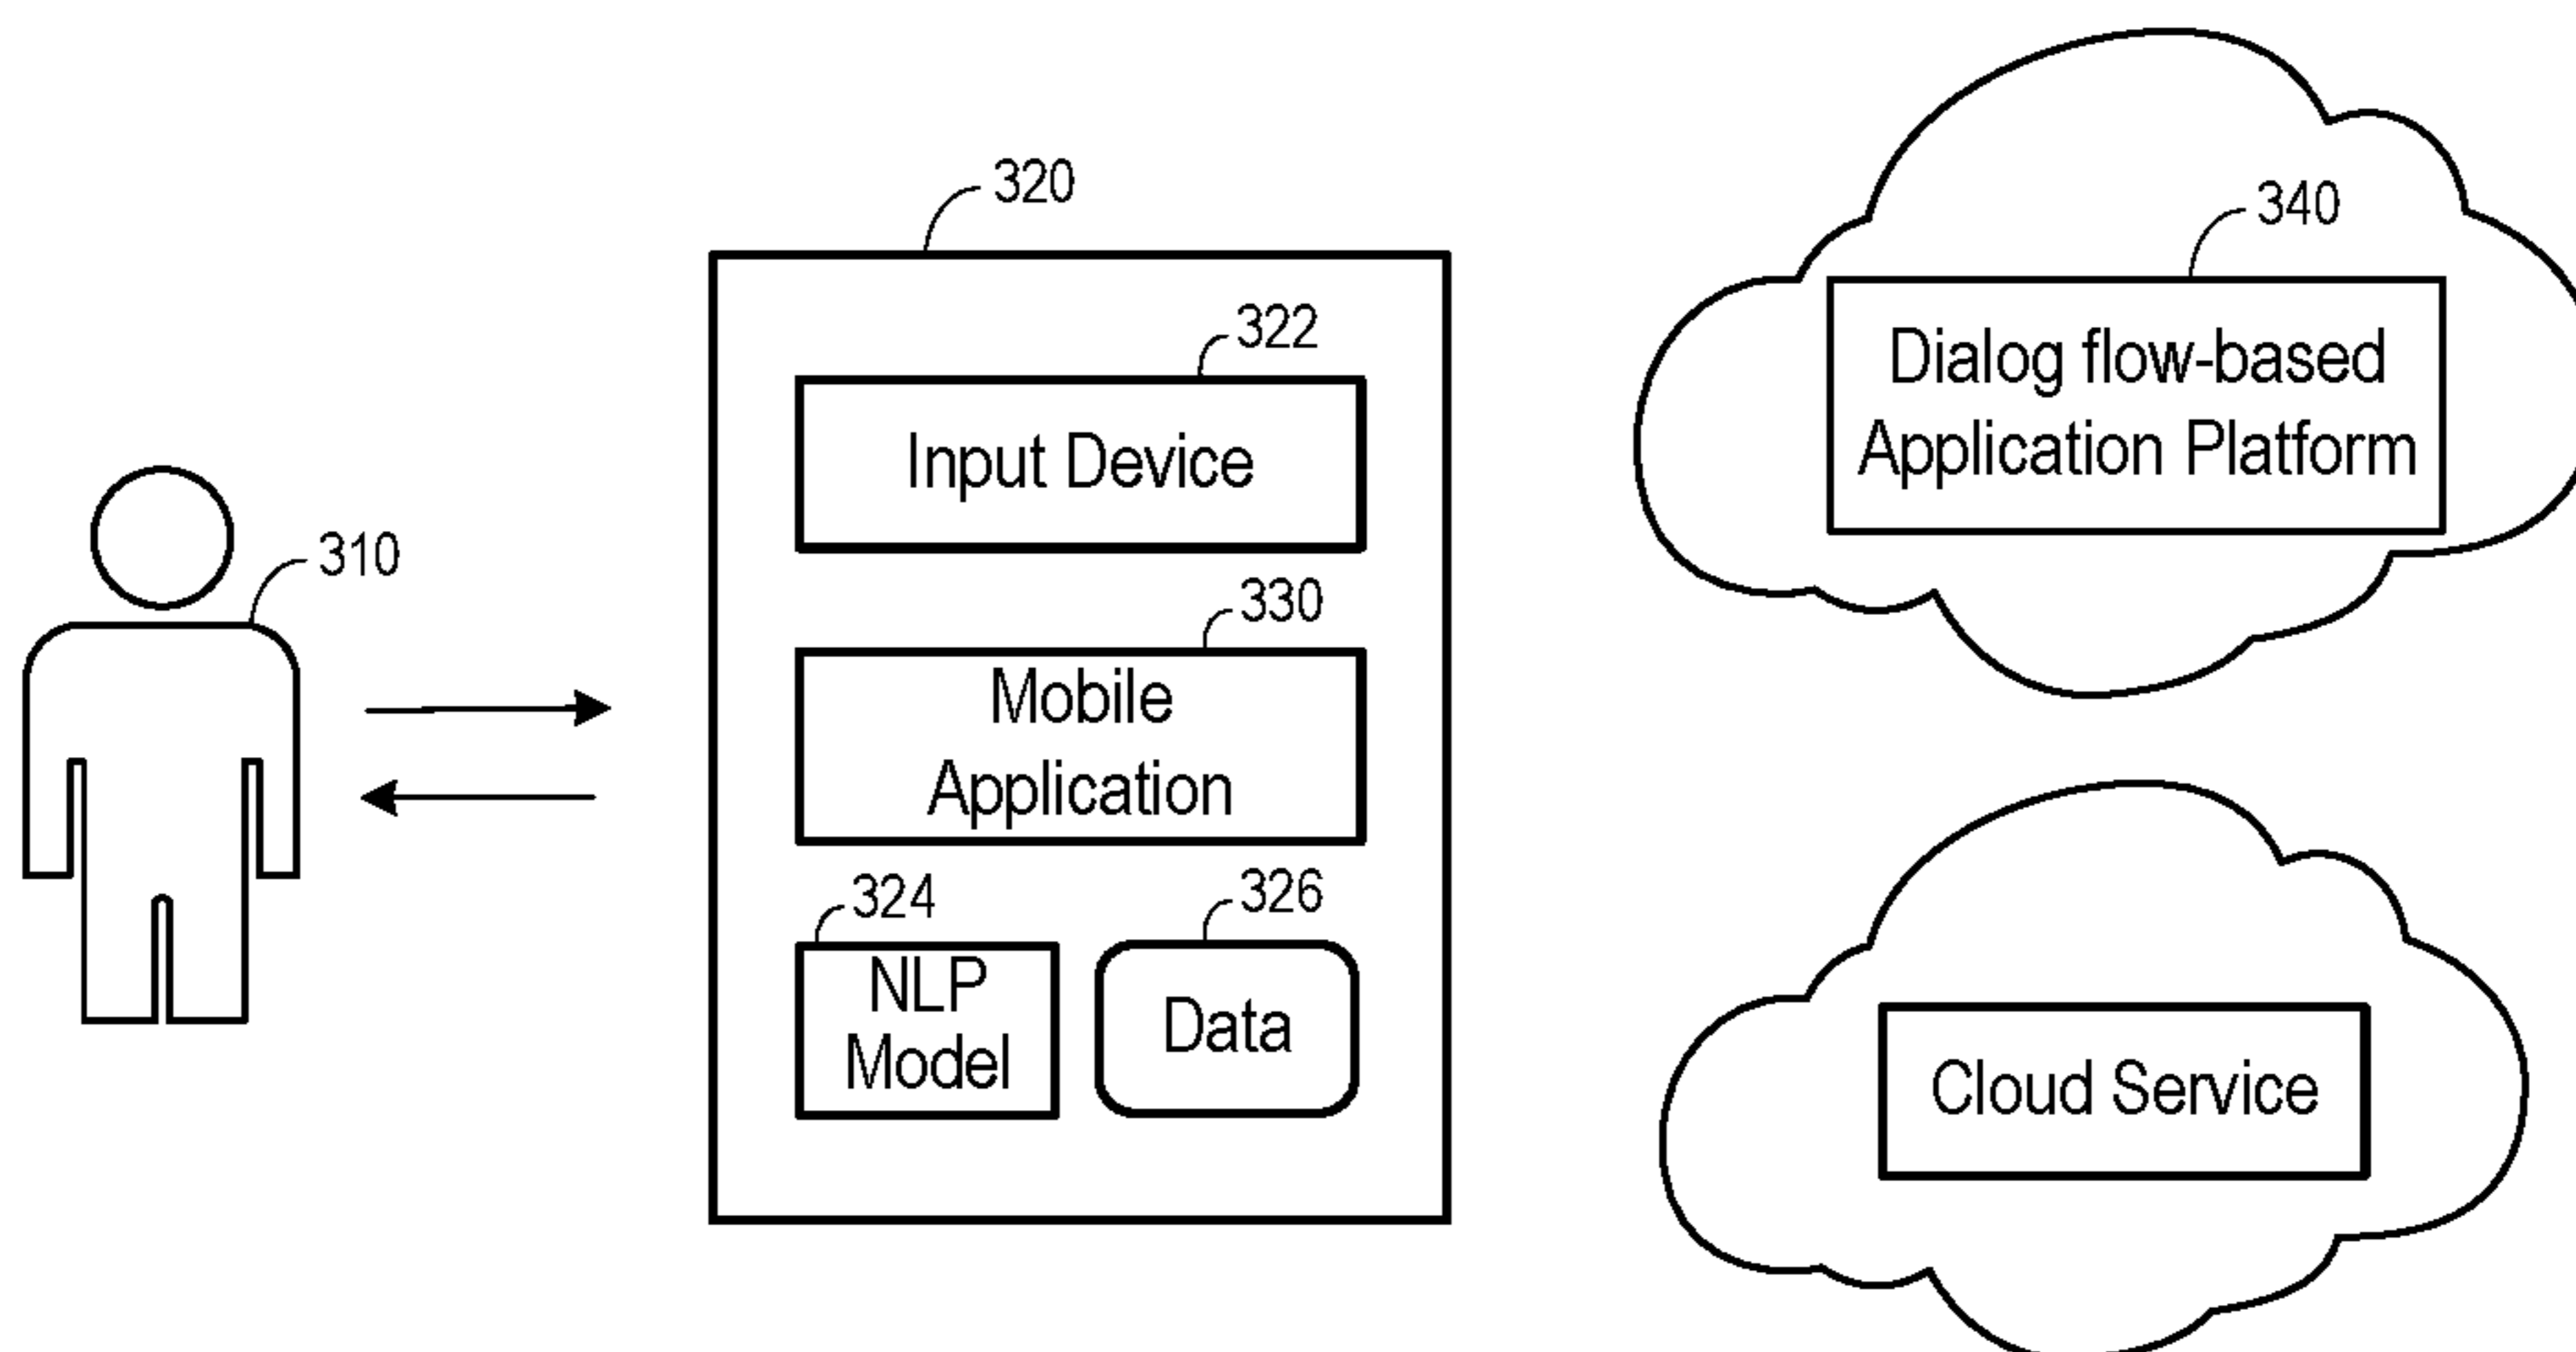 310
320
322
Input Device
330
Mobile
Application
324
NLP
Model
326
Data
340
Dialog flow-based
Application Platform
Cloud Service